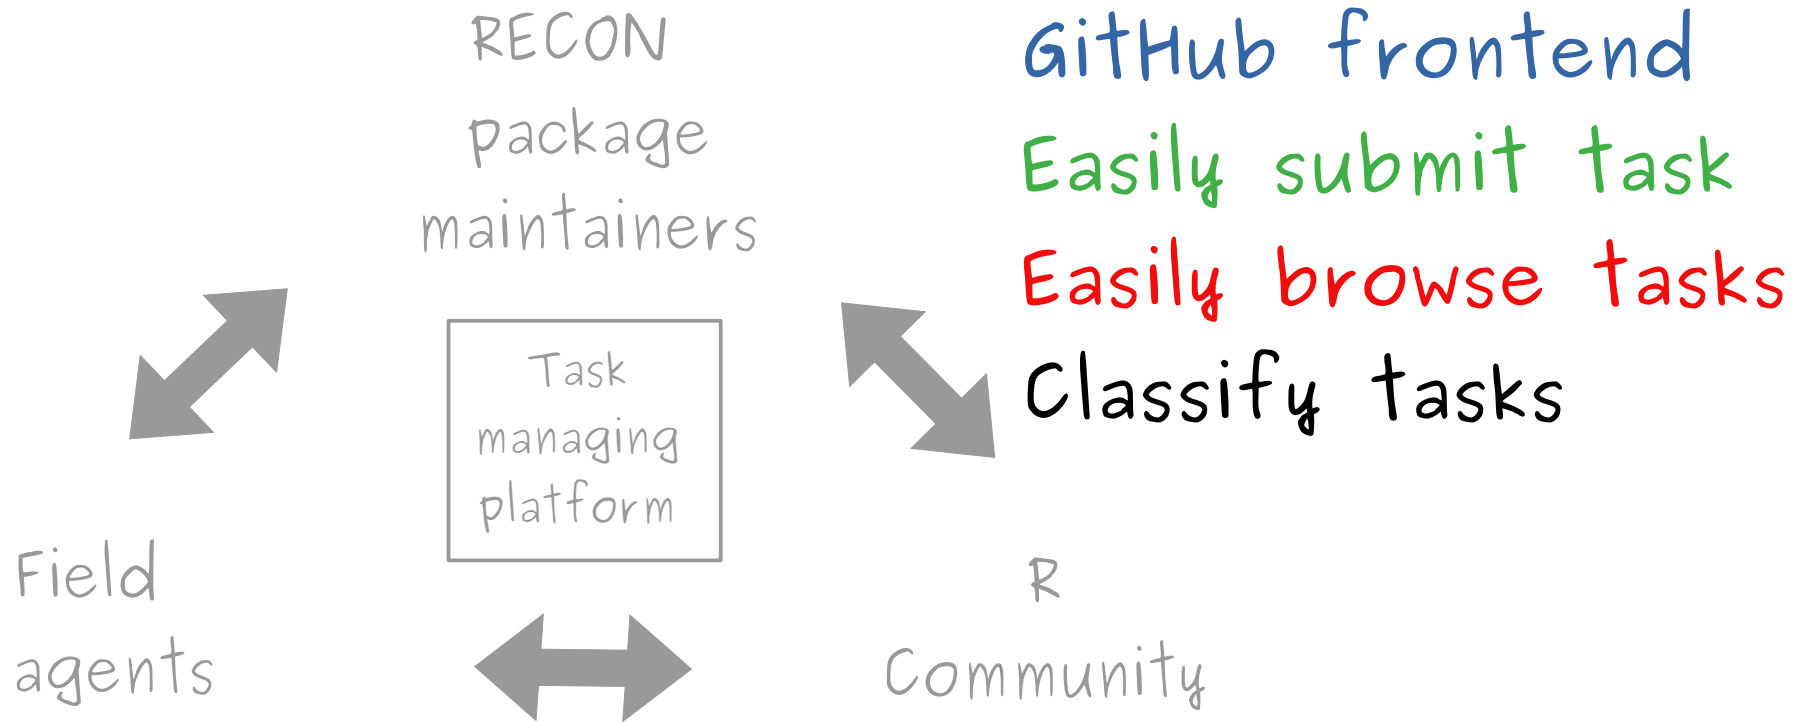 RECON
package
maintainers
GitHub frontend
Easily submit task
Easily browse tasks
Classify tasks
Task
managing
platform
Field
agents
R
Community